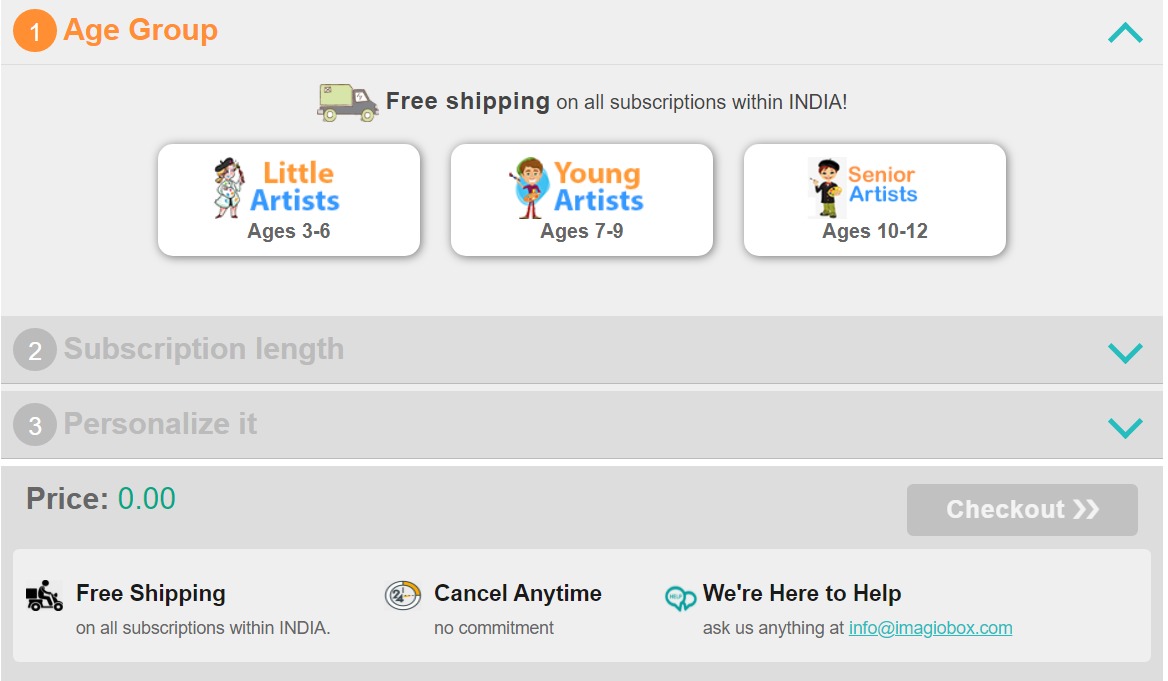 1 Age Group
Free shipping on all subscriptions within INDIA!
Little Artists
Ages 3-6
Young Artists
Ages 7-9
Senior Artists
Ages 10-12
2 Subscription length
3 Personalize it
Price: 0.00
Checkout
Free Shipping
on all subscriptions within INDIA.
24
Cancel Anytime
no commitment
HELP
We're Here to Help
ask us anything at info@imagiobox.com